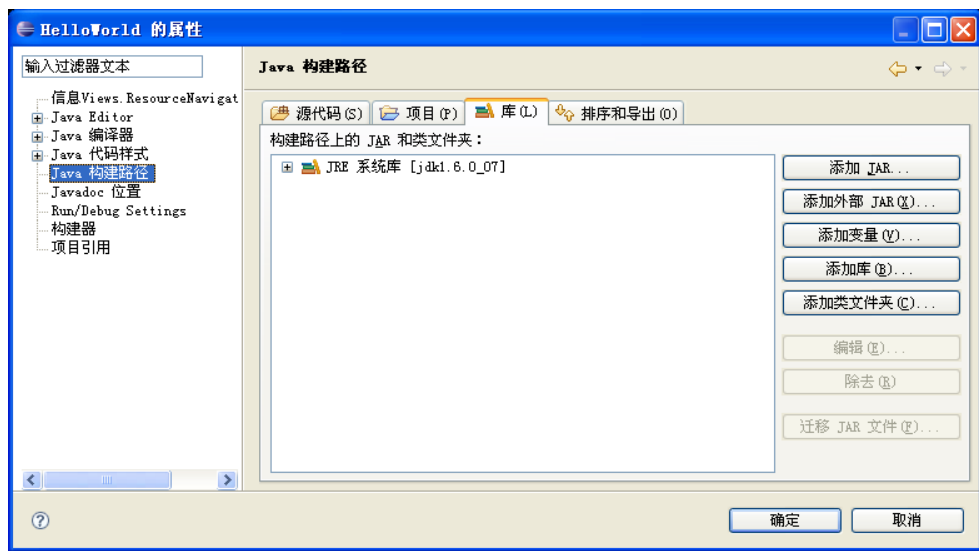 HelloWorld 的属性
输入过滤器文本
Java 构建路径
信息Views.ResourceNavigat
Java Editor
Java 编译器
Java 代码样式
Java 构建路径
Javadoc 位置
Run/Debug Settings
构建器
项目引用
源代码(S) 项目(P) 库(L) 排序和导出(O)
构建路径上的 JAR 和类文件夹：
JRE 系统库 [jdk1.6.0_07]
添加 JAR...
添加外部 JAR(X)...
添加变量(V)...
添加库(B)...
添加类文件夹(C)...
编辑(E)...
除去(R)
迁移 JAR 文件(F)...
确定 取消